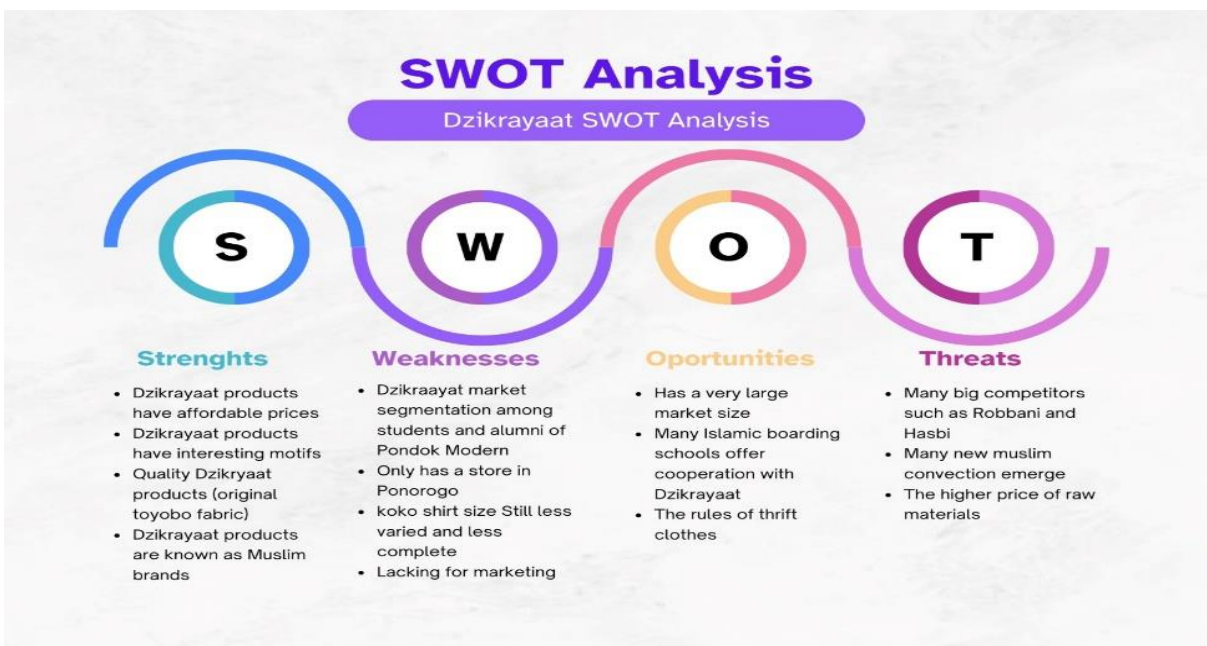 SWOT Analysis
Dzikrayaat SWOT Analysis
S
W
O
T
Strenghts
• Dzikrayaat products
have affordable prices
• Dzikrayaat products
have interesting motifs
• Quality Dzikryaat
products (original
toyobo fabric)
• Dzikrayaat products
are known as Muslim
brands
Weaknesses
• Dzikraayat market
segmentation among
students and alumni of
Pondok Modern
• Only has a store in
Ponorogo
• koko shirt size Still less
varied and less
complete
• Lacking for marketing
Oportunities
• Has a very large
market size
• Many Islamic boarding
schools offer
cooperation with
Dzikrayaat
• The rules of thrift
clothes
Threats
• Many big competitors
such as Robbani and
Hasbi
• Many new muslim
convection emerge
• The higher price of raw
materials